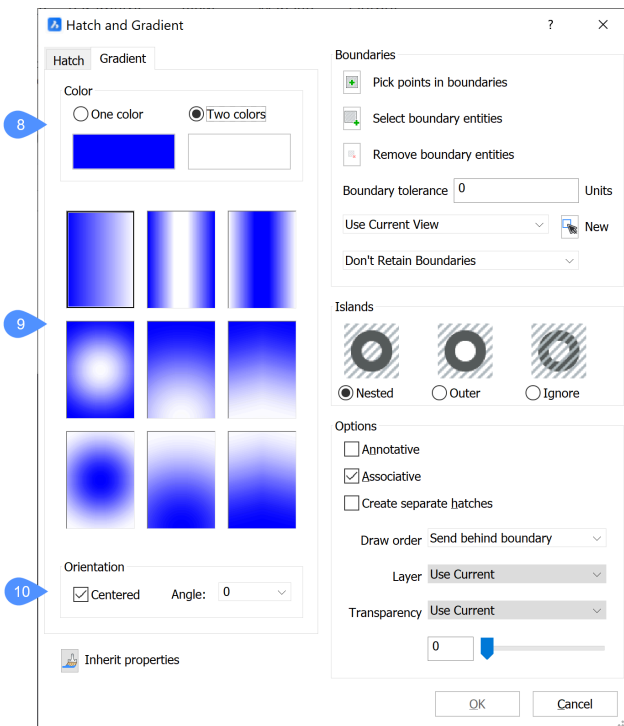 Hatch and Gradient
?
Hatch
Gradient
Color
One color
Two colors
8
9
Orientation
10
Centered
Angle: 0
Inherit properties
Boundaries
Pick points in boundaries
Select boundary entities
Remove boundary entities
Boundary tolerance 0 Units
Use Current View
New
Don't Retain Boundaries
Islands
Nested
Outer
Ignore
Options
Annotative
Associative
Create separate hatches
Draw order Send behind boundary
Layer Use Current
Transparency Use Current
0
OK
Cancel